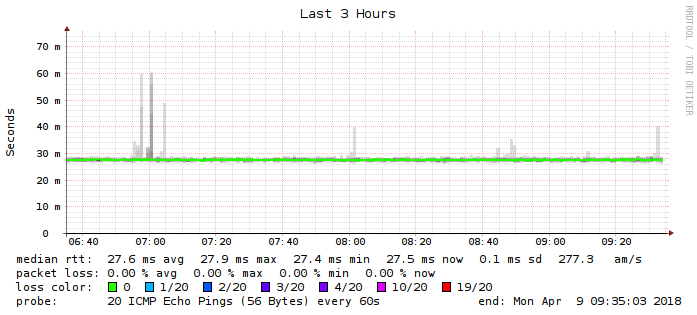 Last 3 Hours
RRDTOOL / TOBI OETIKER
Seconds
70 m
60 m
50 m
40 m
30 m
20 m
10 m
0
06:40 07:00 07:20 07:40 08:00 08:20 08:40 09:00 09:20
median rtt: 27.6 ms avg 27.9 ms max 27.4 ms min 27.5 ms now 0.1 ms sd 277.3 am/s
packet loss: 0.00 % avg 0.00 % max 0.00 % min 0.00 % now
loss color: 0 1/20 2/20 3/20 4/20 10/20 19/20
probe: 20 ICMP Echo Pings (56 Bytes) every 60s end: Mon Apr 9 09:35:03 2018